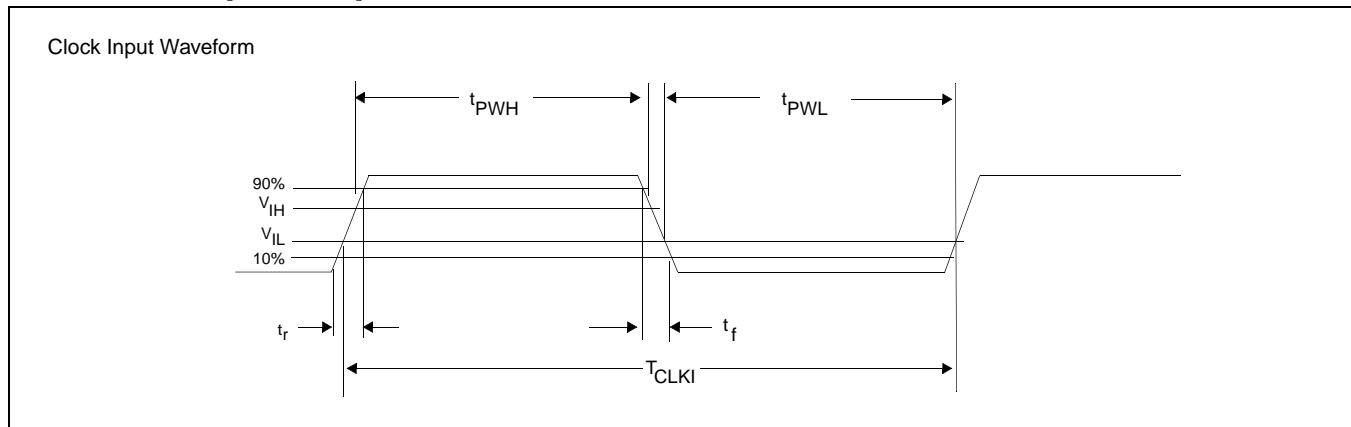 Clock Input Waveform
tPWH
tPWL
90%
VIH
VIL
10%
tr
tf
TCLKI